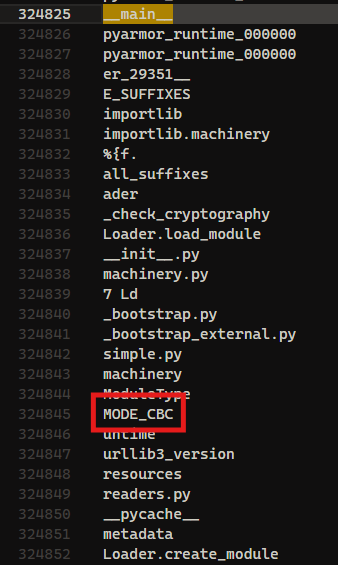 324825 __main__
324826 pyarmor_runtime_000000
324827 pyarmor_runtime_000000
324828 er_29351__
324829 E_SUFFIXES
324830 importlib
324831 importlib.machinery
324832 %{f.
324833 all_suffixes
324834 ader
324835 _check_cryptography
324836 Loader.load_module
324837 __init__.py
324838 machinery.py
324839 7 Ld
324840 _bootstrap.py
324841 _bootstrap_external.py
324842 simple.py
324843 machinery
324844 ModuleType
324845 MODE_CBC
324846 untime
324847 urllib3_version
324848 resources
324849 readers.py
324850 __pycache__
324851 metadata
324852 Loader.create_module